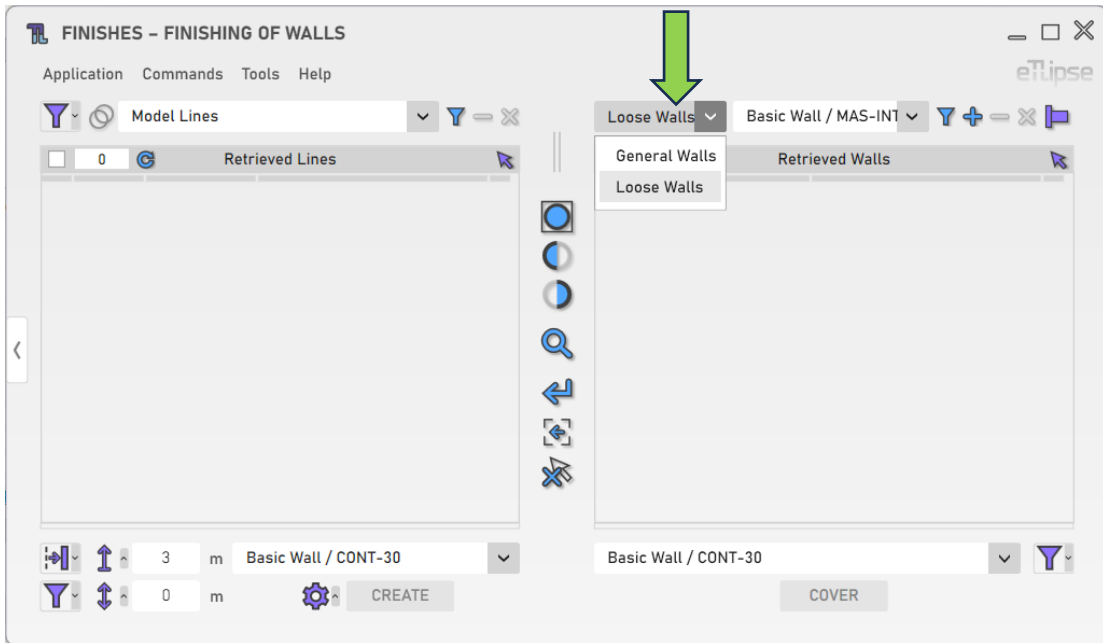 FINISHES – FINISHING OF WALLS
Application Commands Tools Help
eTLipse
Model Lines
Loose Walls
Basic Wall / MAS-INT
0
Retrieved Lines
General Walls
Loose Walls
Retrieved Walls
3 m
Basic Wall / CONT-30
Basic Wall / CONT-30
0 m
CREATE
COVER